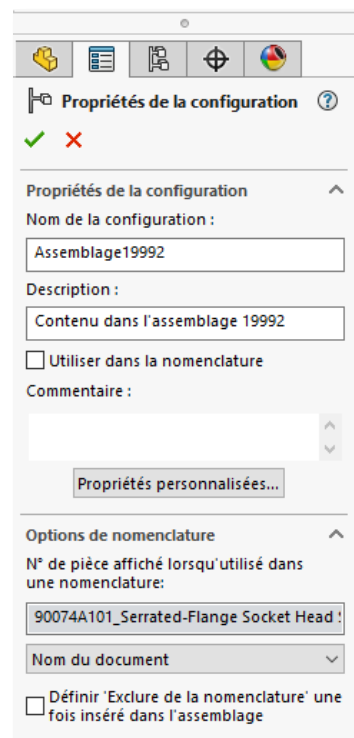 Propriétés de la configuration
Propriétés de la configuration
Nom de la configuration :
Assemblage19992
Description :
Contenu dans l'assemblage 19992
Utiliser dans la nomenclature
Commentaire :
Propriétés personnalisées...
Options de nomenclature
N° de pièce affiché lorsqu'utilisé dans
une nomenclature:
90074A101_Serrated-Flange Socket Head
Nom du document
Définir 'Exclure de la nomenclature' une
fois inséré dans l'assemblage